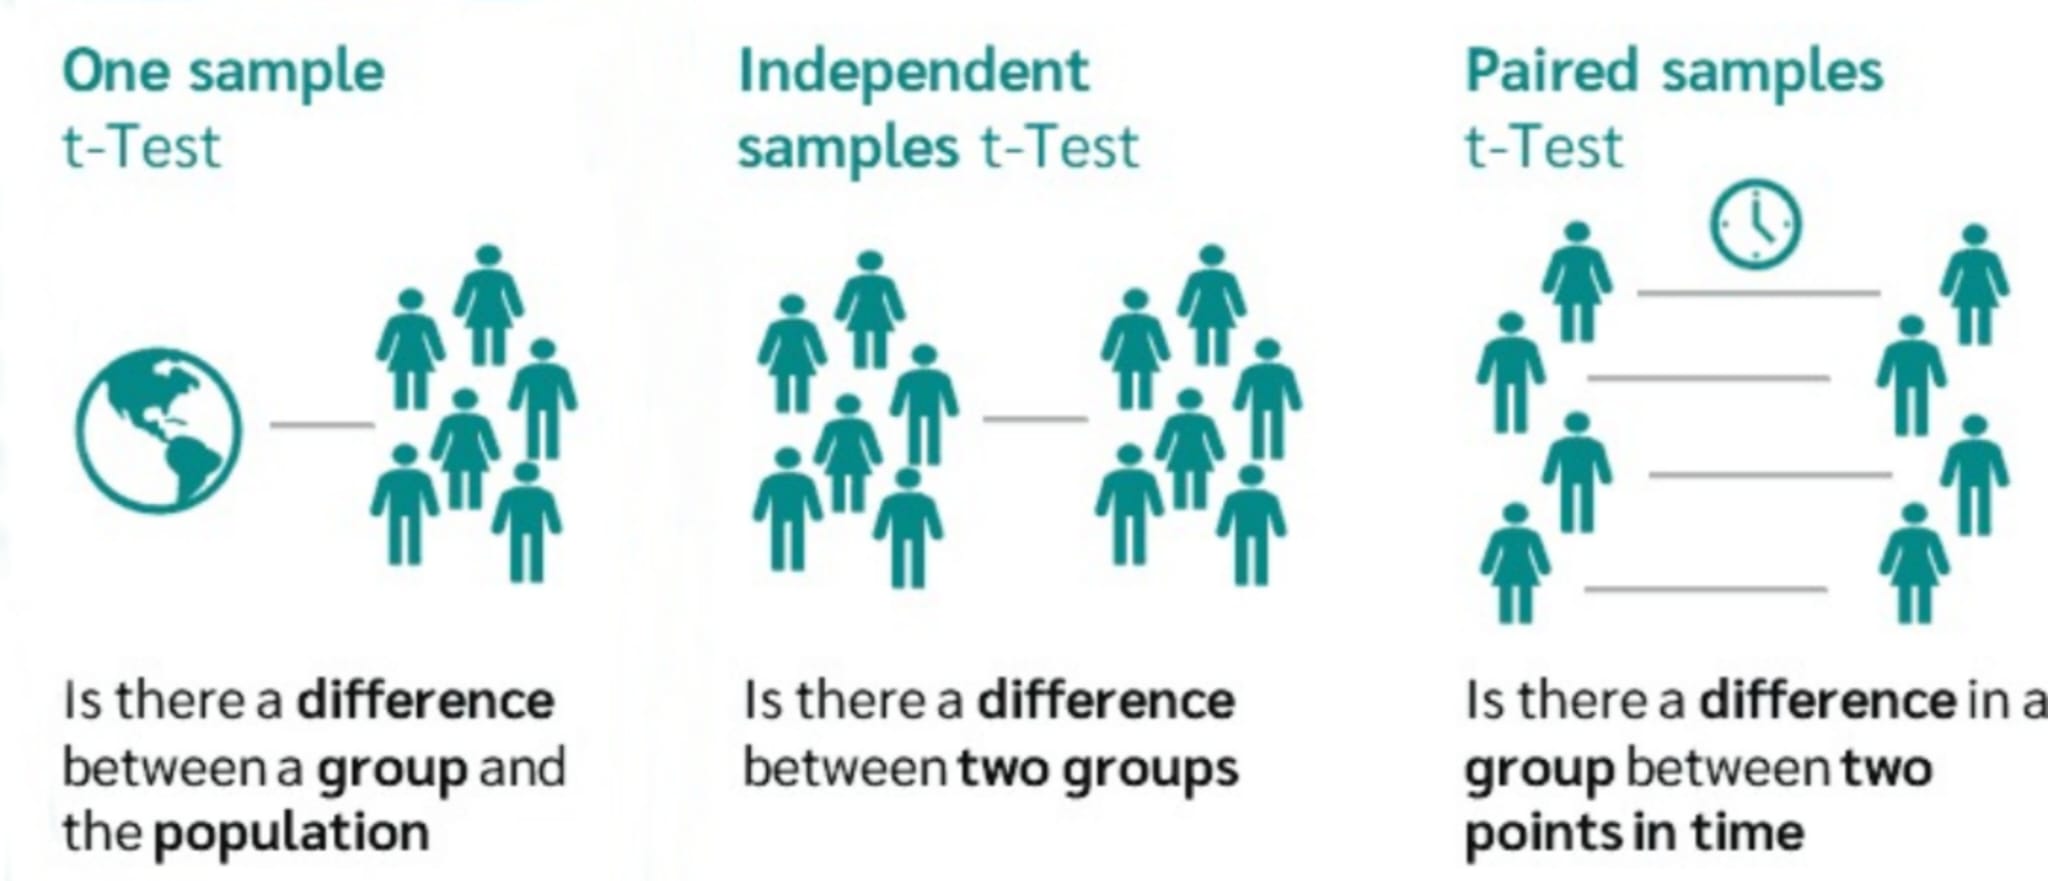 One sample
t-Test
Is there a difference
between a group and
the population
Independent
samples t-Test
Is there a difference
between two groups
Paired samples
t-Test
Is there a difference in a
group between two
points in time